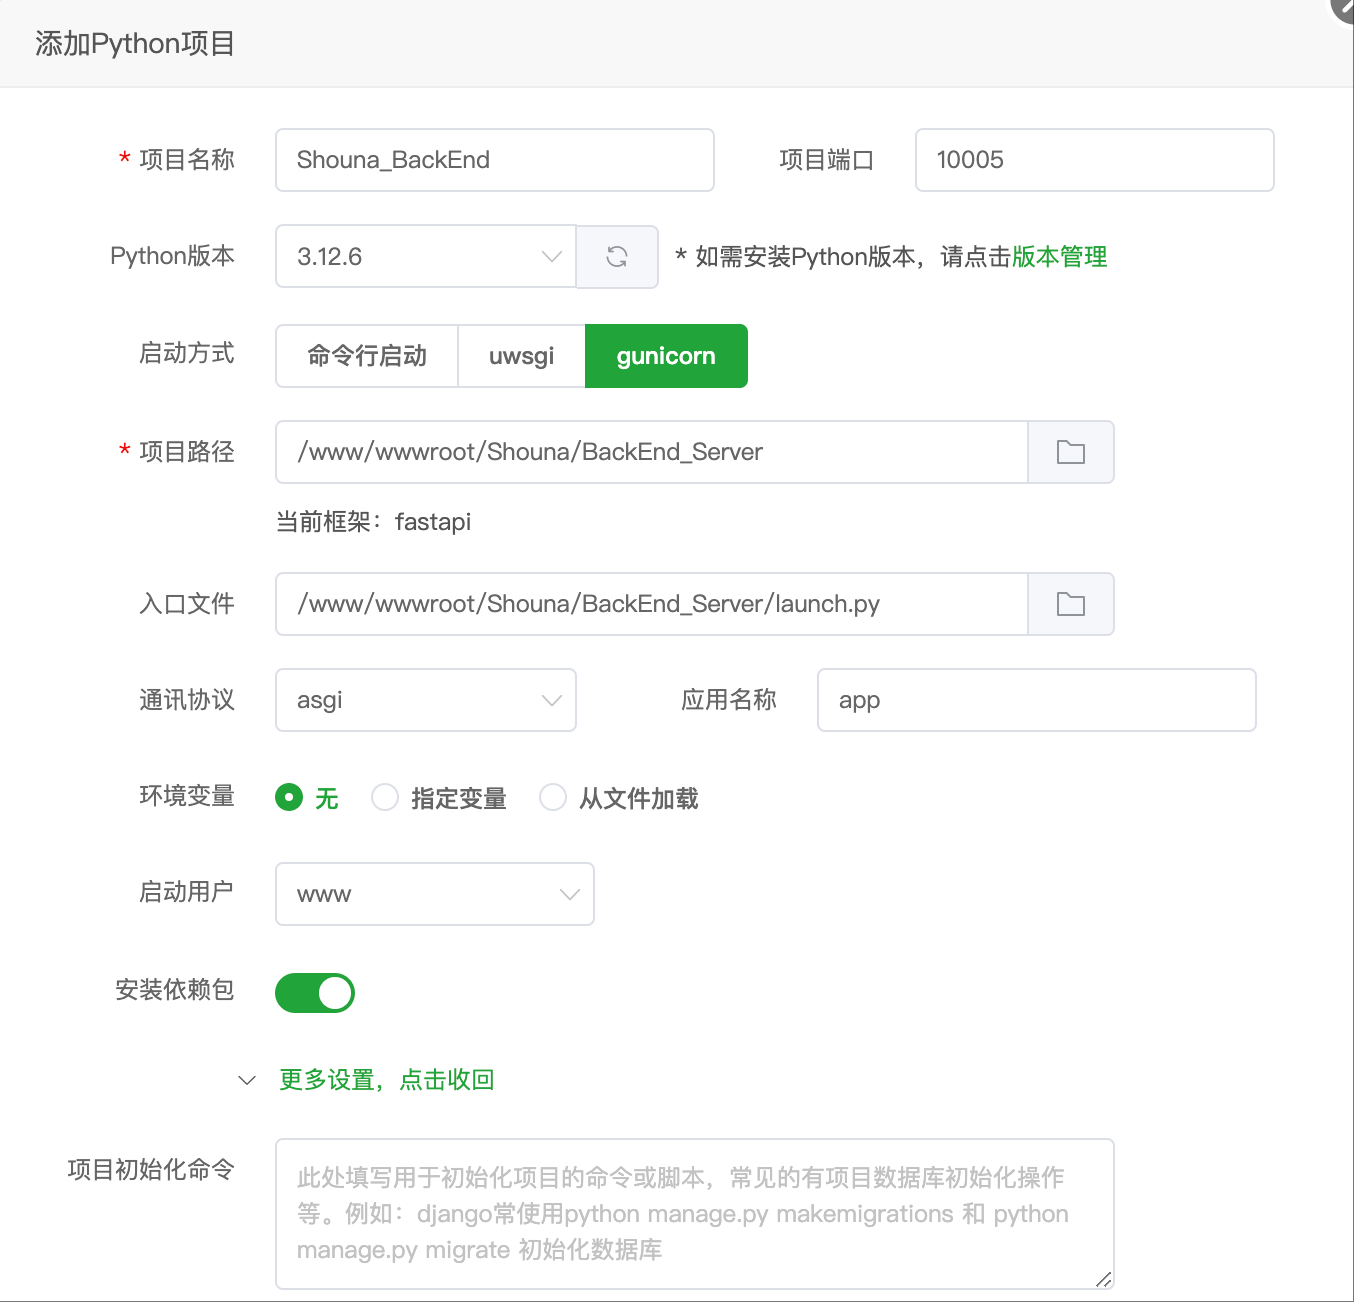 添加Python项目
* 项目名称 Shouna_BackEnd 项目端口 10005
Python版本 3.12.6 * 如需安装Python版本，请点击版本管理
启动方式 命令行启动 uwsgi gunicorn
* 项目路径 /www/wwwroot/Shouna/BackEnd_Server
当前框架：fastapi
入口文件 /www/wwwroot/Shouna/BackEnd_Server/launch.py
通讯协议 asgi 应用名称 app
环境变量 无 指定变量 从文件加载
启动用户 www
安装依赖包
更多设置，点击收回
项目初始化命令 此处填写用于初始化项目的命令或脚本，常见的有项目数据库初始化操作
等。例如：django常使用python manage.py makemigrations 和 python
manage.py migrate 初始化数据库